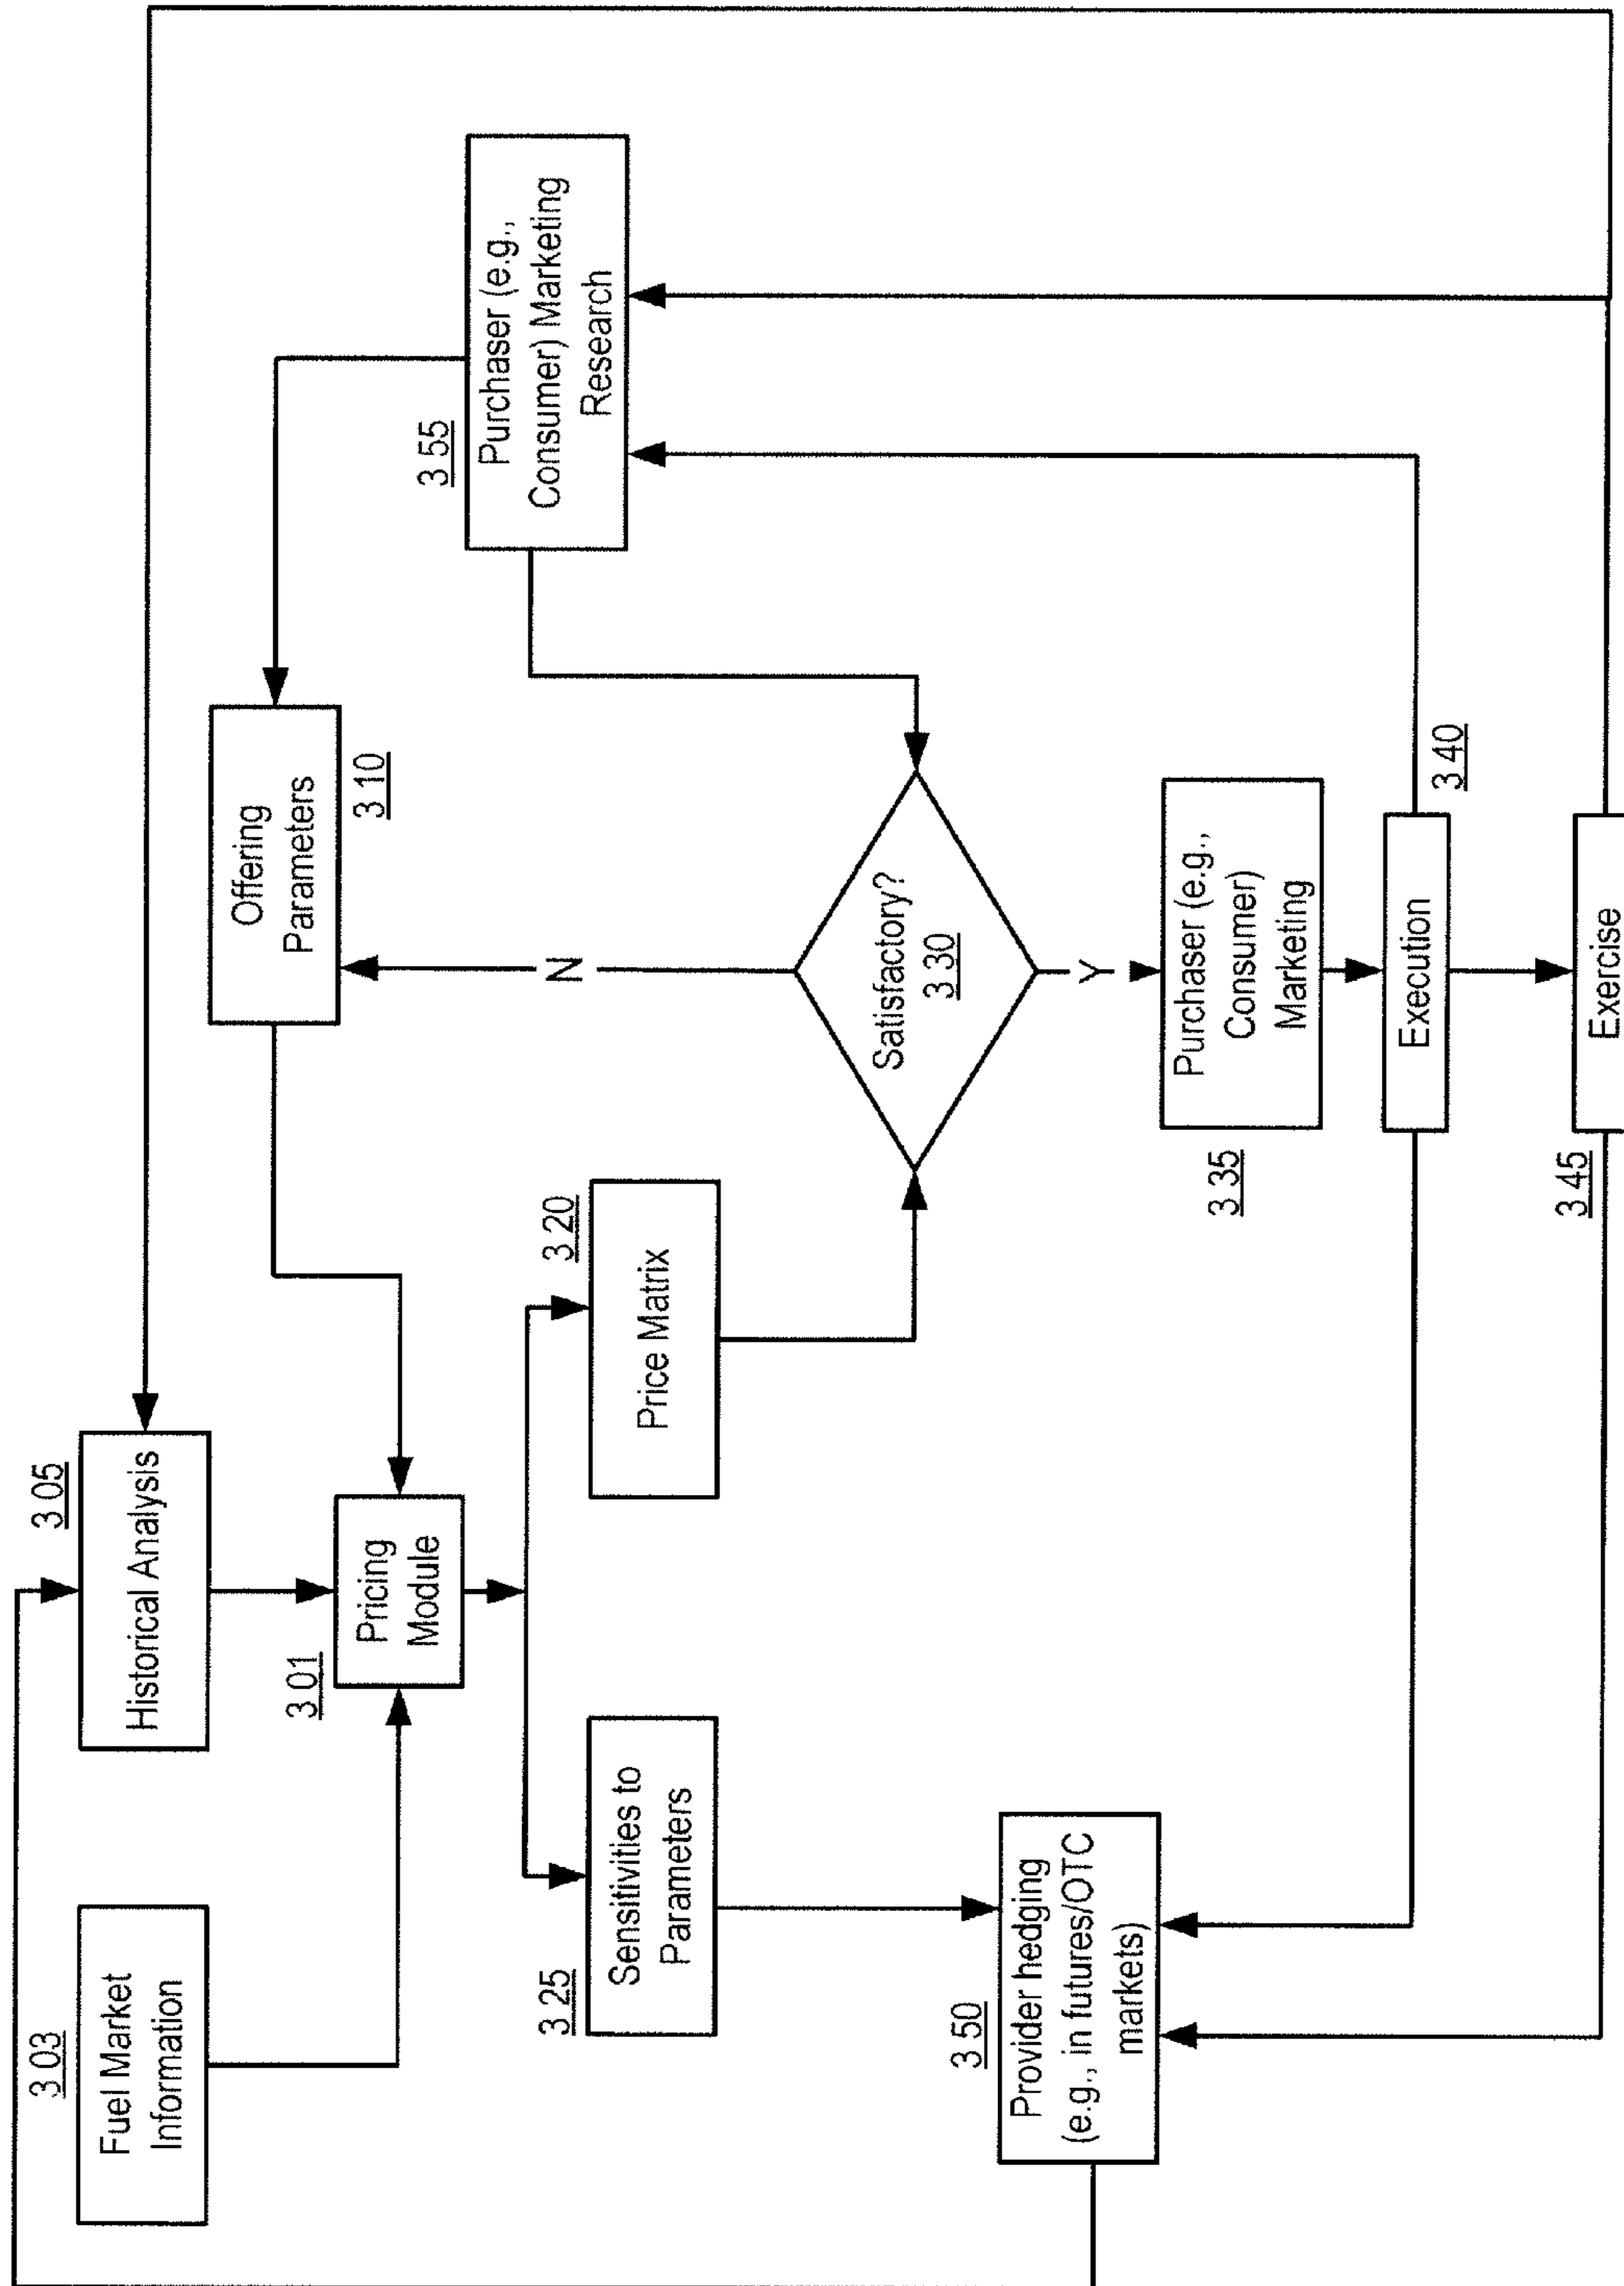 3 03
Fuel Market
Information
3 05
Historical Analysis
3 01
Pricing
Module
Offering
Parameters
3 10
3 25
Sensitivities to
Parameters
3 20
Price Matrix
3 55
Purchaser (e.g.,
Consumer) Marketing
Research
N
Satisfactory?
3 30
Y
3 50
Provider hedging
(e.g., in futures/OTC
markets)
3 35
Purchaser (e.g.,
Consumer)
Marketing
Execution
3 40
3 45
Exercise